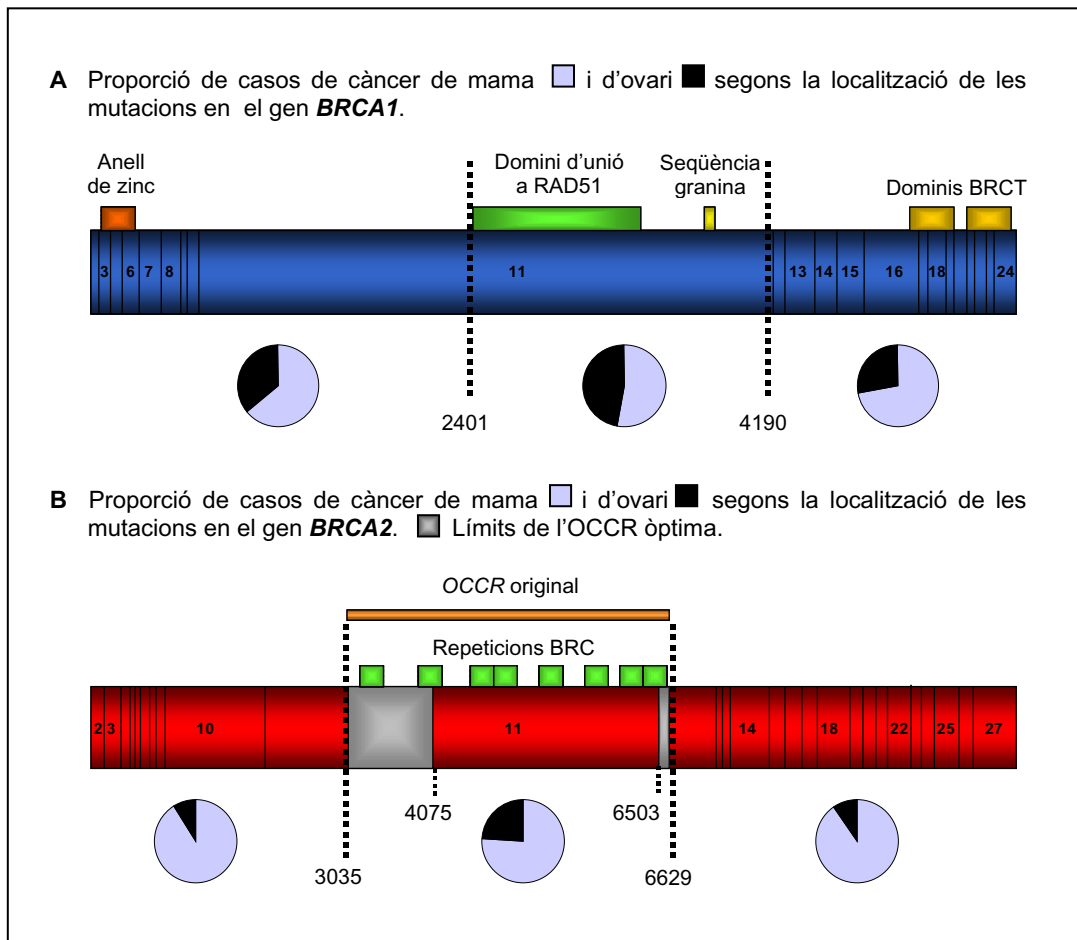 A Proporció de casos de càncer de mama i d'ovari segons la localització de les
mutacions en el gen BRCA1.
Anell
de zinc
Domini d'unió
a RAD51
Seqüència
granina
Dominis BRCT
3 6 7 8 11 13 14 15 16 18 24
2401
4190
B Proporció de casos de càncer de mama i d'ovari segons la localització de les
mutacions en el gen BRCA2. Límits de l'OCCR òptima.
OCCR original
Repeticions BRC
2 3 10 11 14 18 22 25 27
4075
6503
3035
6629